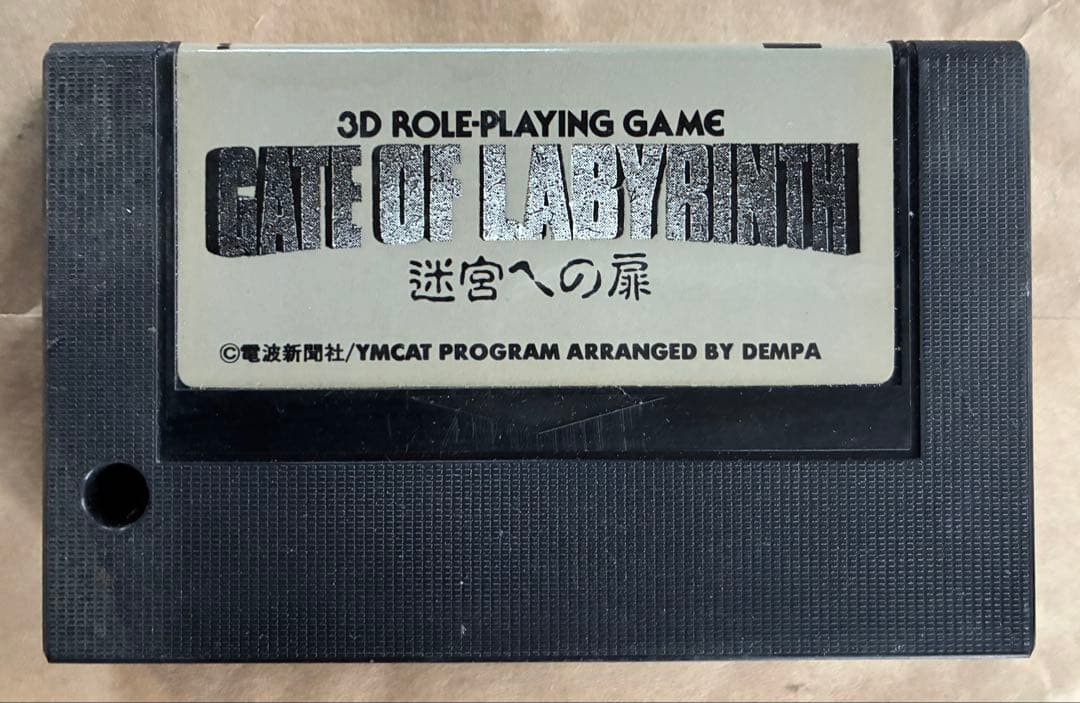 3D ROLE-PLAYING GAME
GATE OF LABYRINTH
迷宮への扉
©電波新聞社/YMCAT PROGRAM ARRANGED BY DEMPA